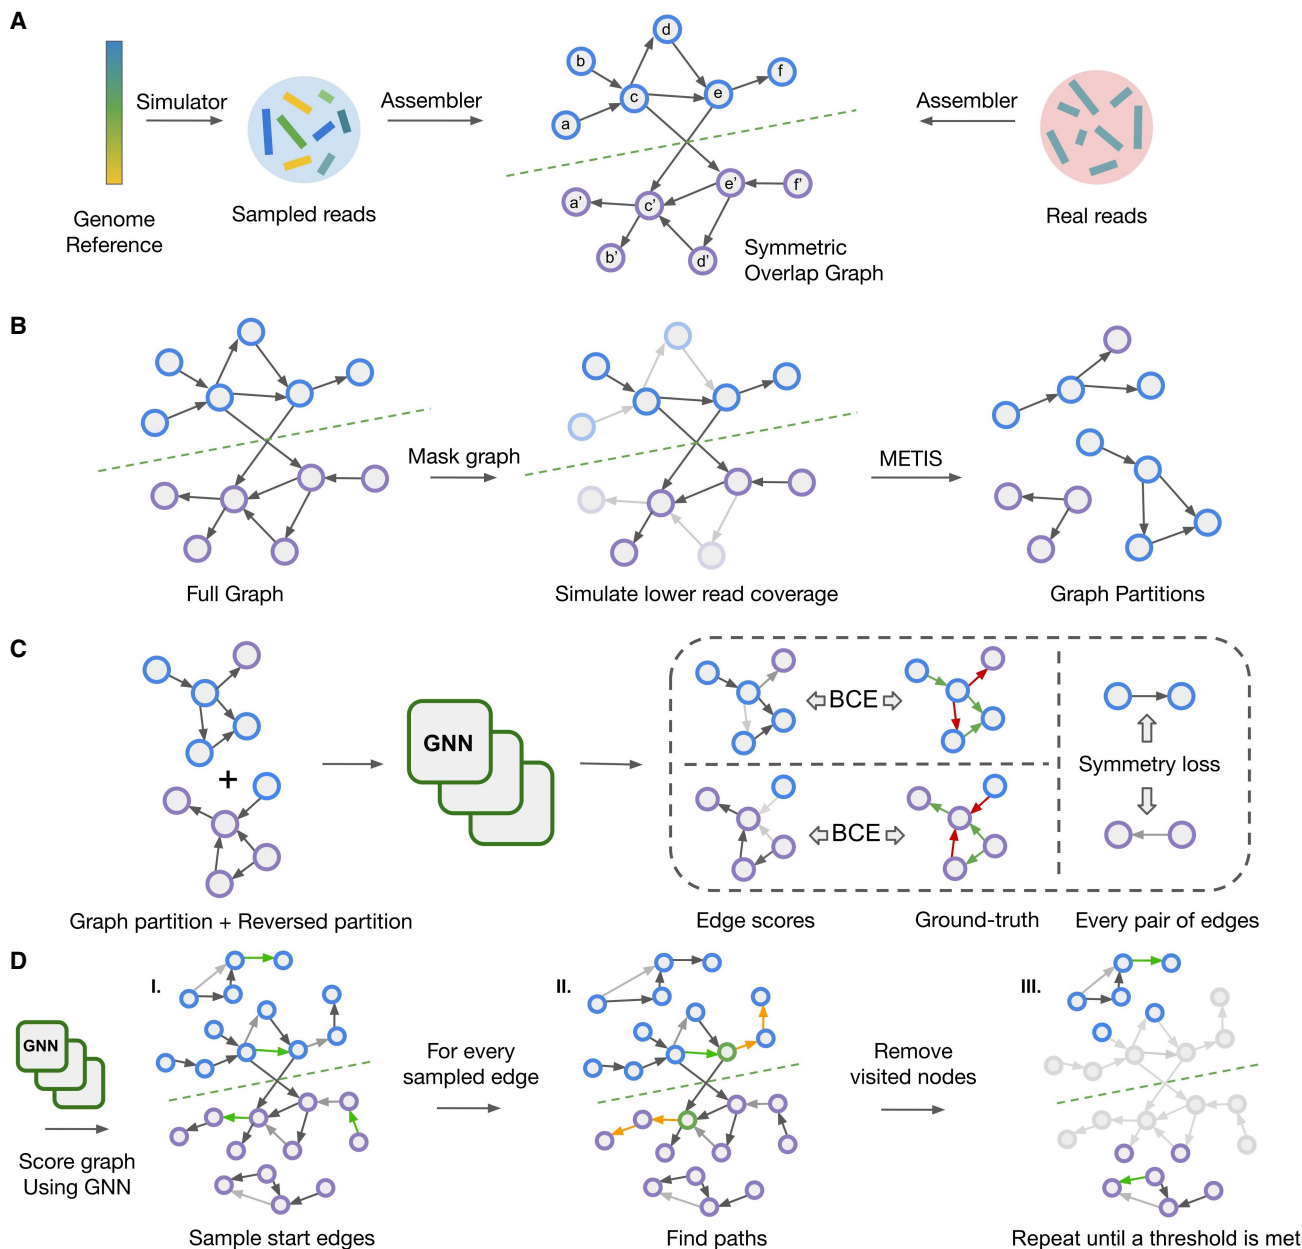 A
Simulator
Assembler
Assembler
Genome
Reference
Sampled reads
d
b
f
c
e
a
e'
f'
a'
c'
b'
d'
Symmetric
Overlap Graph
Real reads
B
Mask graph
METIS
Full Graph
Simulate lower read coverage
Graph Partitions
C
+
GNN
BCE
BCE
Symmetry loss
Graph partition + Reversed partition
Edge scores
Ground-truth
Every pair of edges
D
I.
II.
III.
GNN
For every
sampled edge
Remove
visited nodes
Score graph
Using GNN
Sample start edges
Find paths
Repeat until a threshold is met